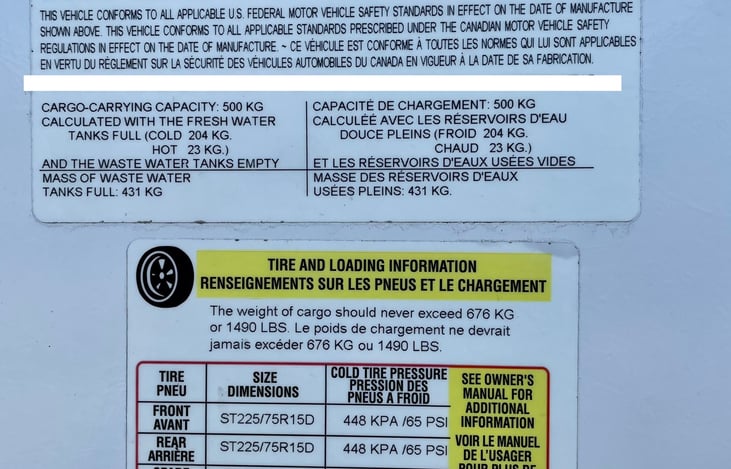 THIS VEHICLE CONFORMS TO ALL APPLICABLE U.S. FEDERAL MOTOR VEHICLE SAFETY STANDARDS IN EFFECT ON THE DATE OF MANUFACTURE
SHOWN ABOVE. THIS VEHICLE CONFORMS TO ALL APPLICABLE STANDARDS PRESCRIBED UNDER THE CANADIAN MOTOR VEHICLE SAFETY
REGULATIONS IN EFFECT ON THE DATE OF MANUFACTURE. ~ CE VÉHICULE EST CONFORME À TOUTES LES NORMES QUI LUI SONT APPLICABLES
EN VERTU DU RÈGLEMENT SUR LA SÉCURITÉ DES VÉHICULES AUTOMOBILES DU CANADA EN VIGUEUR À LA DATE DE SA FABRICATION.
CARGO-CARRYING CAPACITY: 500 KG
CALCULATED WITH THE FRESH WATER
TANKS FULL (COLD 204 KG.
HOT 23 KG.)
AND THE WASTE WATER TANKS EMPTY
MASS OF WASTE WATER
TANKS FULL: 431 KG
CAPACITÉ DE CHARGEMENT: 500 KG
CALCULÉE AVEC LES RÉSERVOIRS D'EAU
DOUCE PLEINS (FROID 204 KG.
CHAUD 23 KG.)
ET LES RÉSERVOIRS D'EAUX USÉES VIDES
MASSE DES RÉSERVOIRS D'EAUX
USÉES PLEINS: 431 KG.
TIRE AND LOADING INFORMATION
RENSEIGNEMENTS SUR LES PNEUS ET LE CHARGEMENT
The weight of cargo should never exceed 676 KG
or 1490 LBS. Le poids de chargement ne devrait
jamais excéder 676 KG ou 1490 LBS.
TIRE
PNEU
SIZE
DIMENSIONS
COLD TIRE PRESSURE
PRESSION DES
PNEUS A FROID
FRONT
AVANT
ST225/75R15D
448 KPA /65 PSI
REAR
ARRIÈRE
ST225/75R15D
448 KPA /65 PSI
SEE OWNER'S
MANUAL FOR
ADDITIONAL
INFORMATION
VOIR LE MANUEL
DE L'USAGER